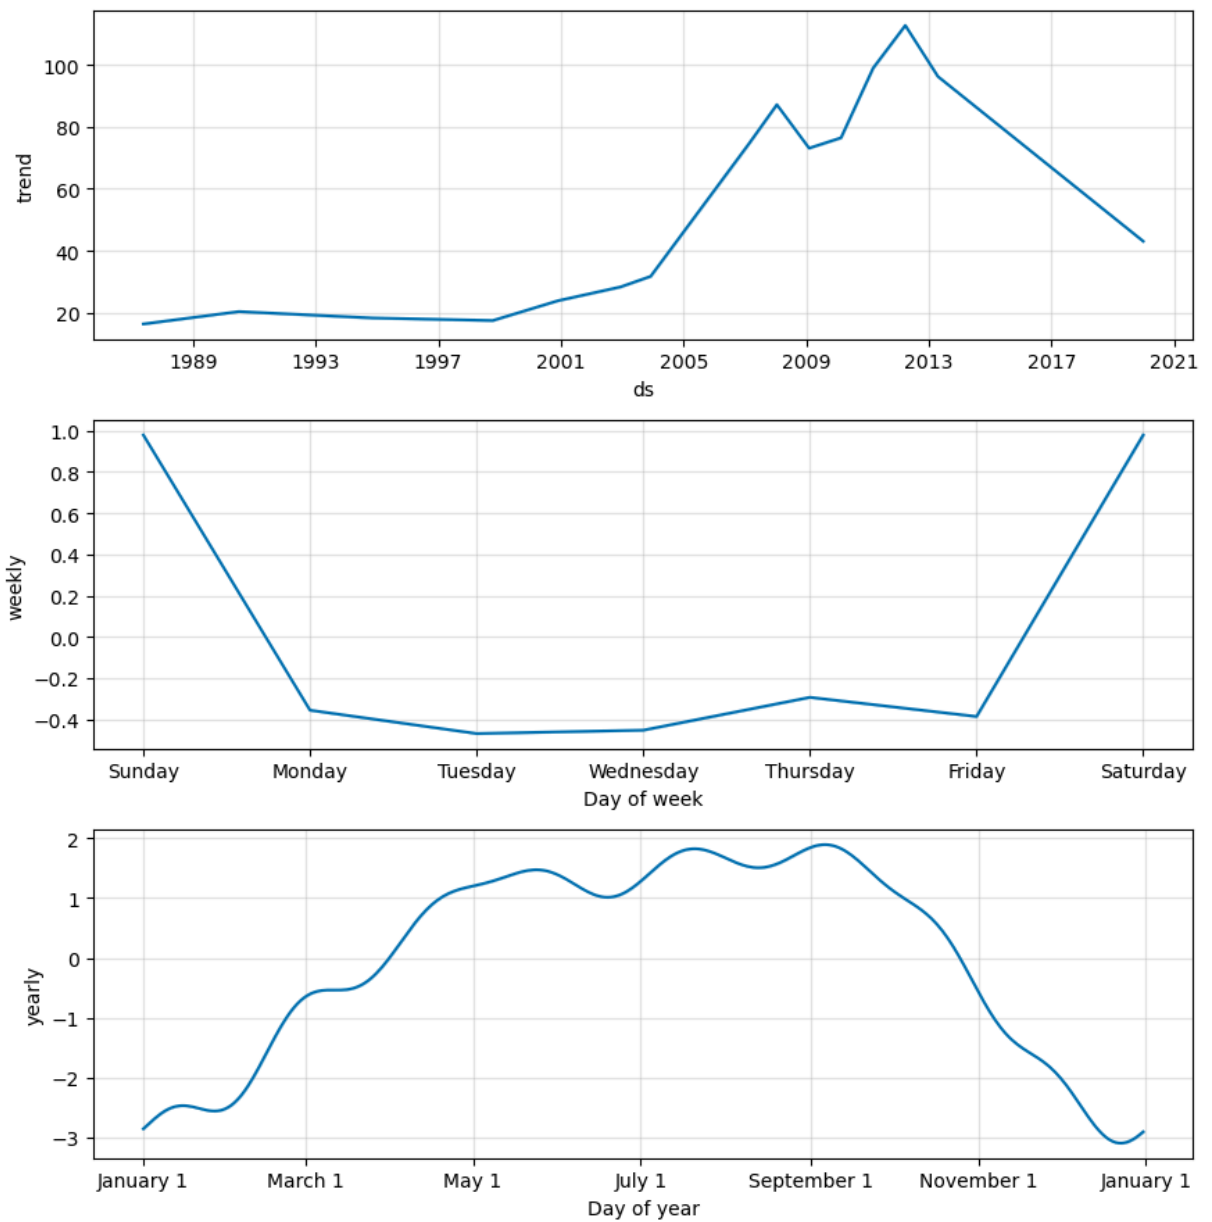 trend
100
80
60
40
20
1989 1993 1997 2001 2005 2009 2013 2017 2021
ds
weekly
1.0
0.8
0.6
0.4
0.2
0.0
−0.2
−0.4
Sunday Monday Tuesday Wednesday Thursday Friday Saturday
Day of week
yearly
2
1
0
−1
−2
−3
January 1 March 1 May 1 July 1 September 1 November 1 January 1
Day of year